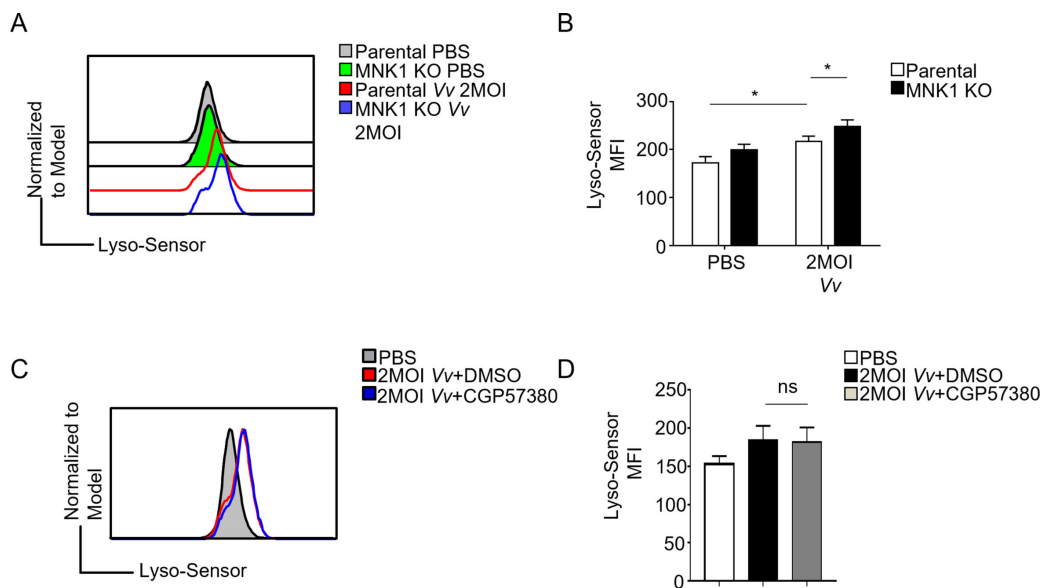 A
Parental PBS
MNK1 KO PBS
Parental Vv 2MOI
MNK1 KO Vv
2MOI
Normalized
to Model
Lyso-Sensor
B
Parental
MNK1 KO
*
*
300
200
100
0
Lyso-Sensor
MFI
PBS
2MOI
Vv
C
PBS
2MOI Vv+DMSO
2MOI Vv+CGP57380
Normalized to
Model
Lyso-Sensor
D
PBS
2MOI Vv+DMSO
2MOI Vv+CGP57380
ns
250
200
150
100
50
0
Lyso-Sensor
MFI